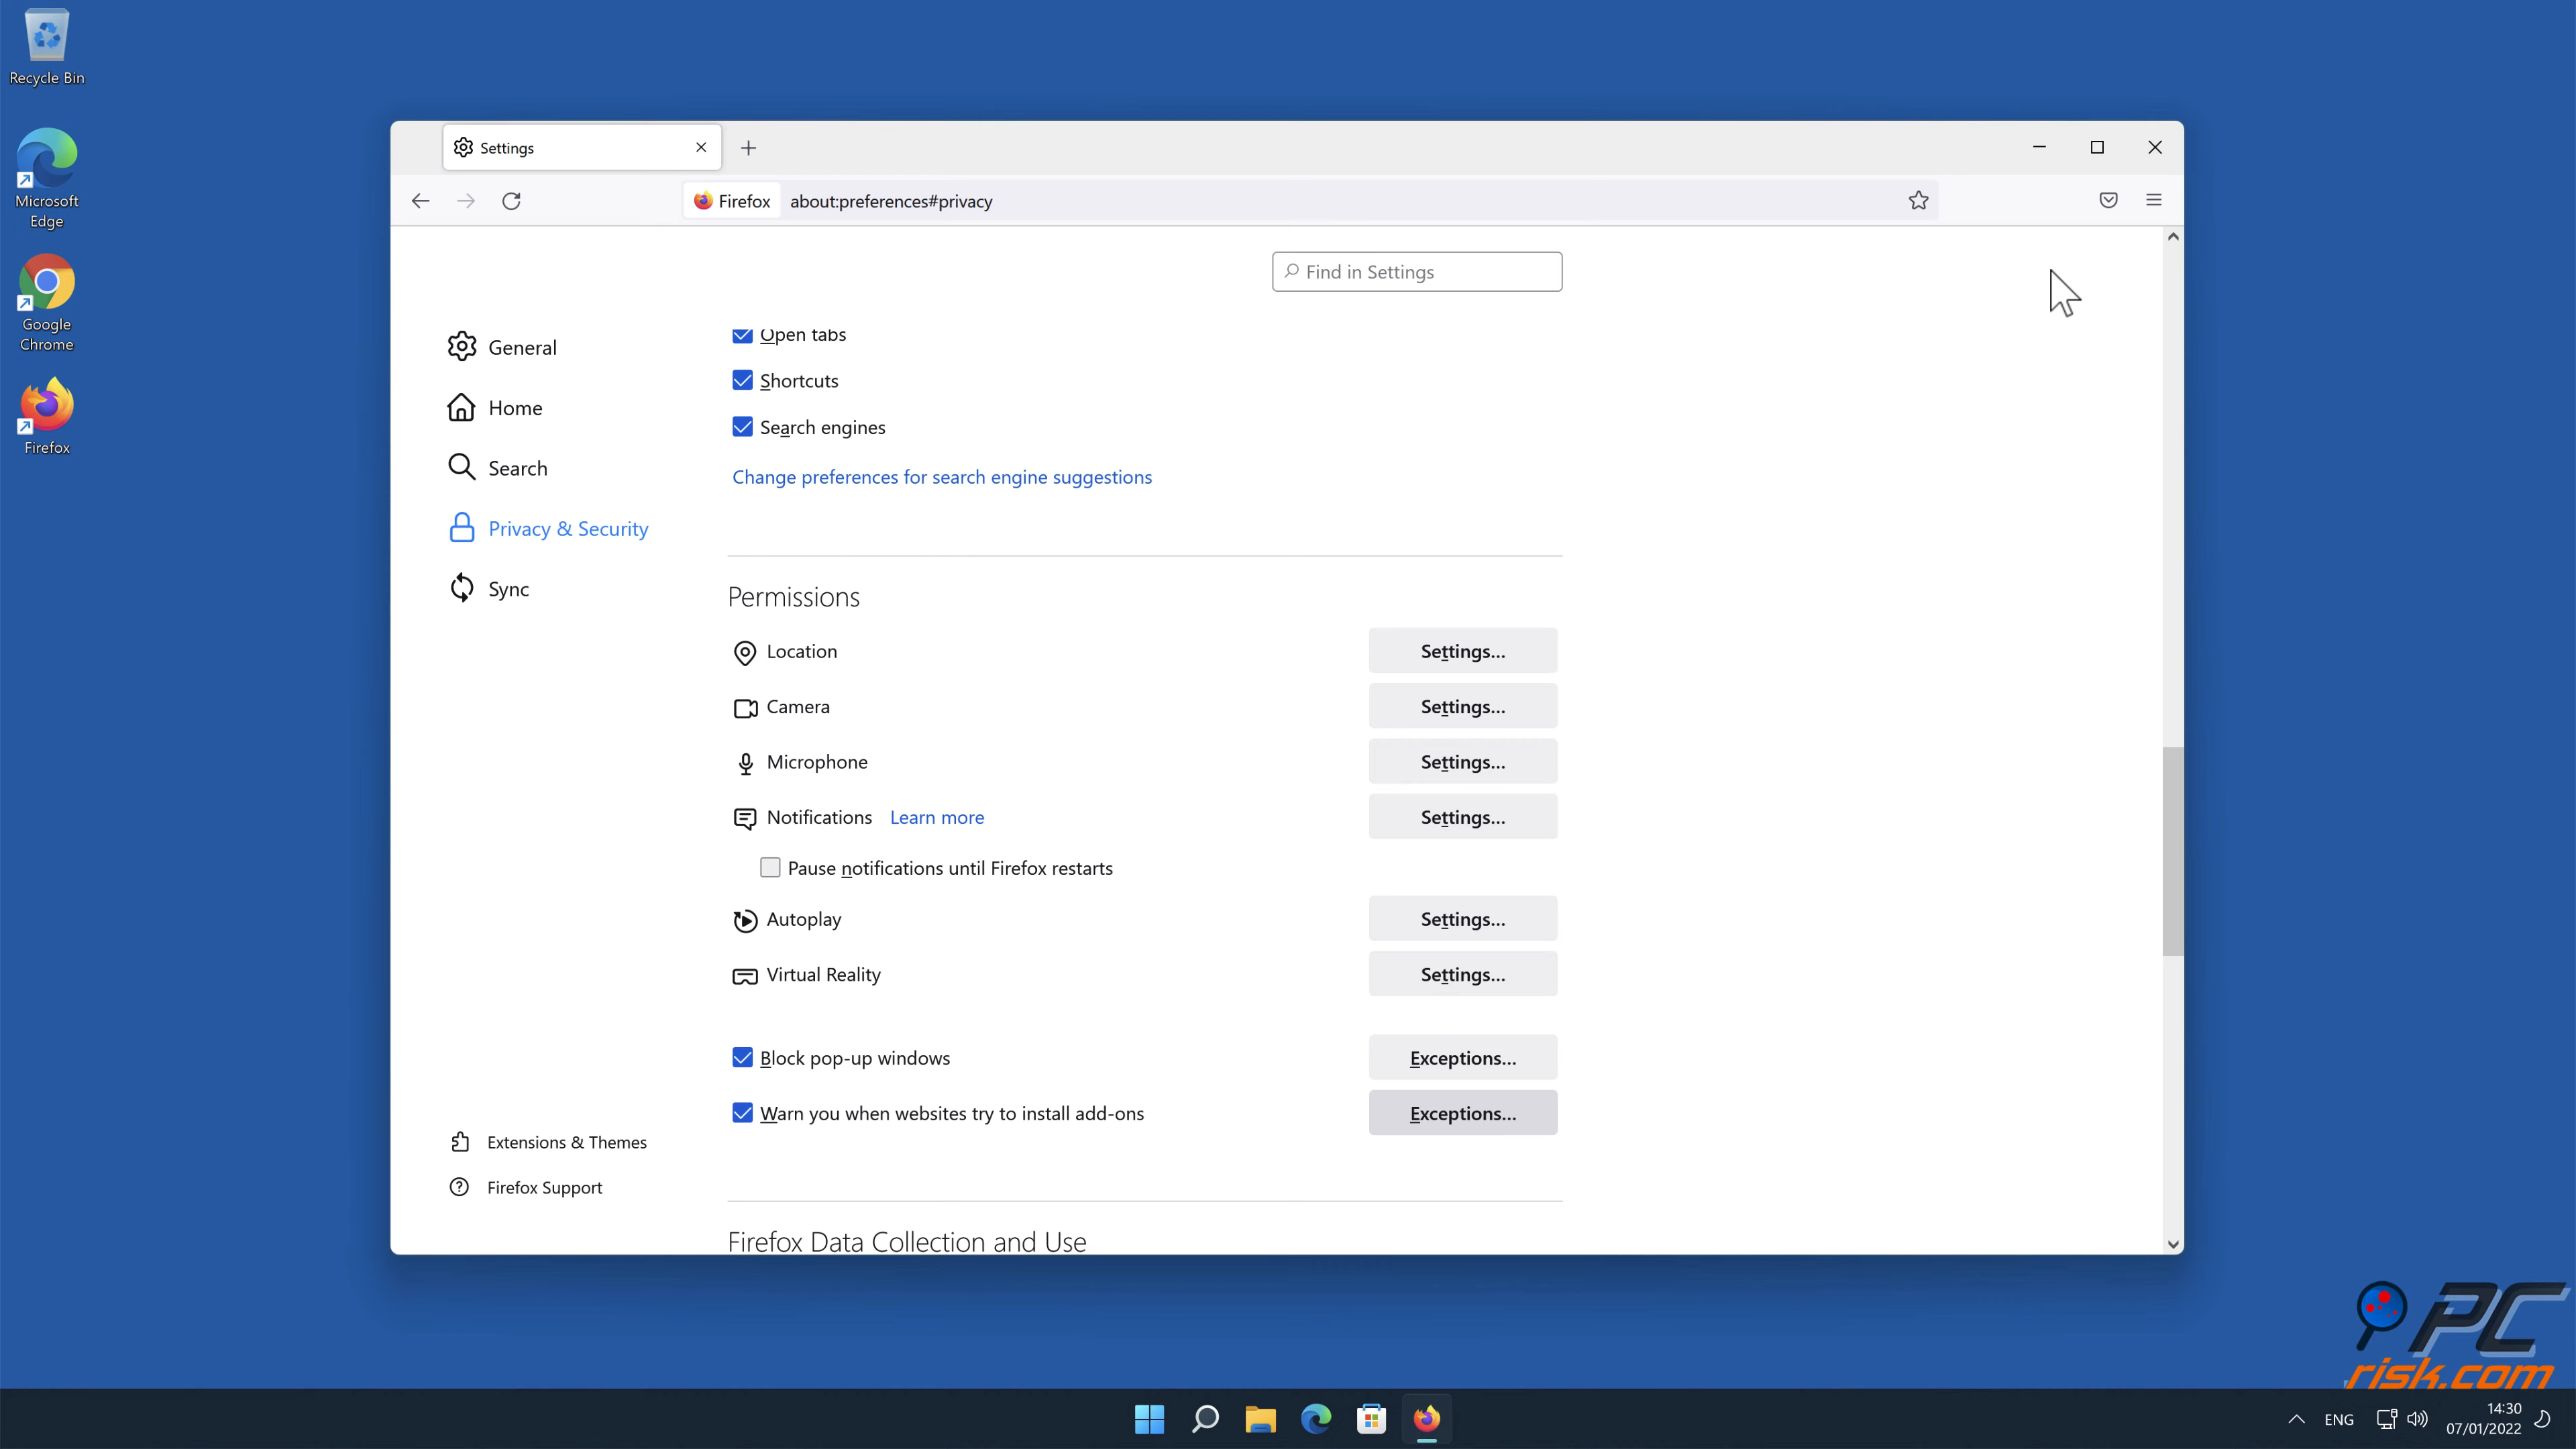 Recycle Bin
Microsoft
Edge
Google
Chrome
Firefox
Settings
Firefox about:preferences#privacy
Find in Settings
General
Home
Search
Privacy & Security
Sync
Extensions & Themes
Firefox Support
Open tabs
Shortcuts
Search engines
Change preferences for search engine suggestions
Permissions
Location Settings...
Camera Settings...
Microphone Settings...
Notifications Learn more Settings...
Pause notifications until Firefox restarts
Autoplay Settings...
Virtual Reality Settings...
Block pop-up windows Exceptions...
Warn you when websites try to install add-ons Exceptions...
Firefox Data Collection and Use
PC
risk.com
ENG
14:30
07/01/2022